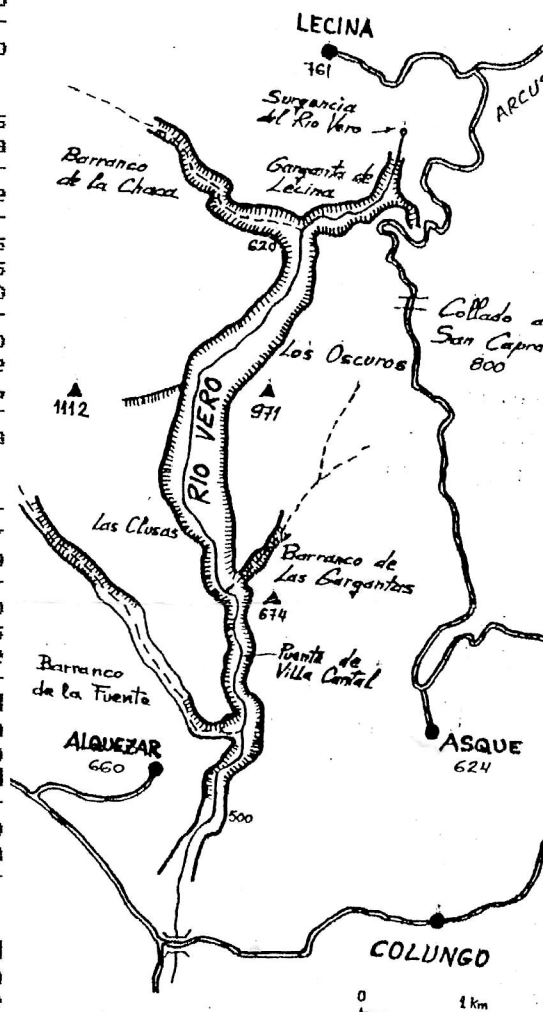 LECINA
761
ARCUS
Surgencia
del Rio Vero
Barranco
de la Choca
Garganta de
Lecina
620
Collado
San Capra
800
Los Oscuros
1112
971
RIO VERO
Las Clusas
Barranco de
Las Gargantas
674
Puente de
Villa Cantal
Barranco
de la Fuente
ALQUEZAR
660
ASQUE
624
500
COLUNGO
0
1 km